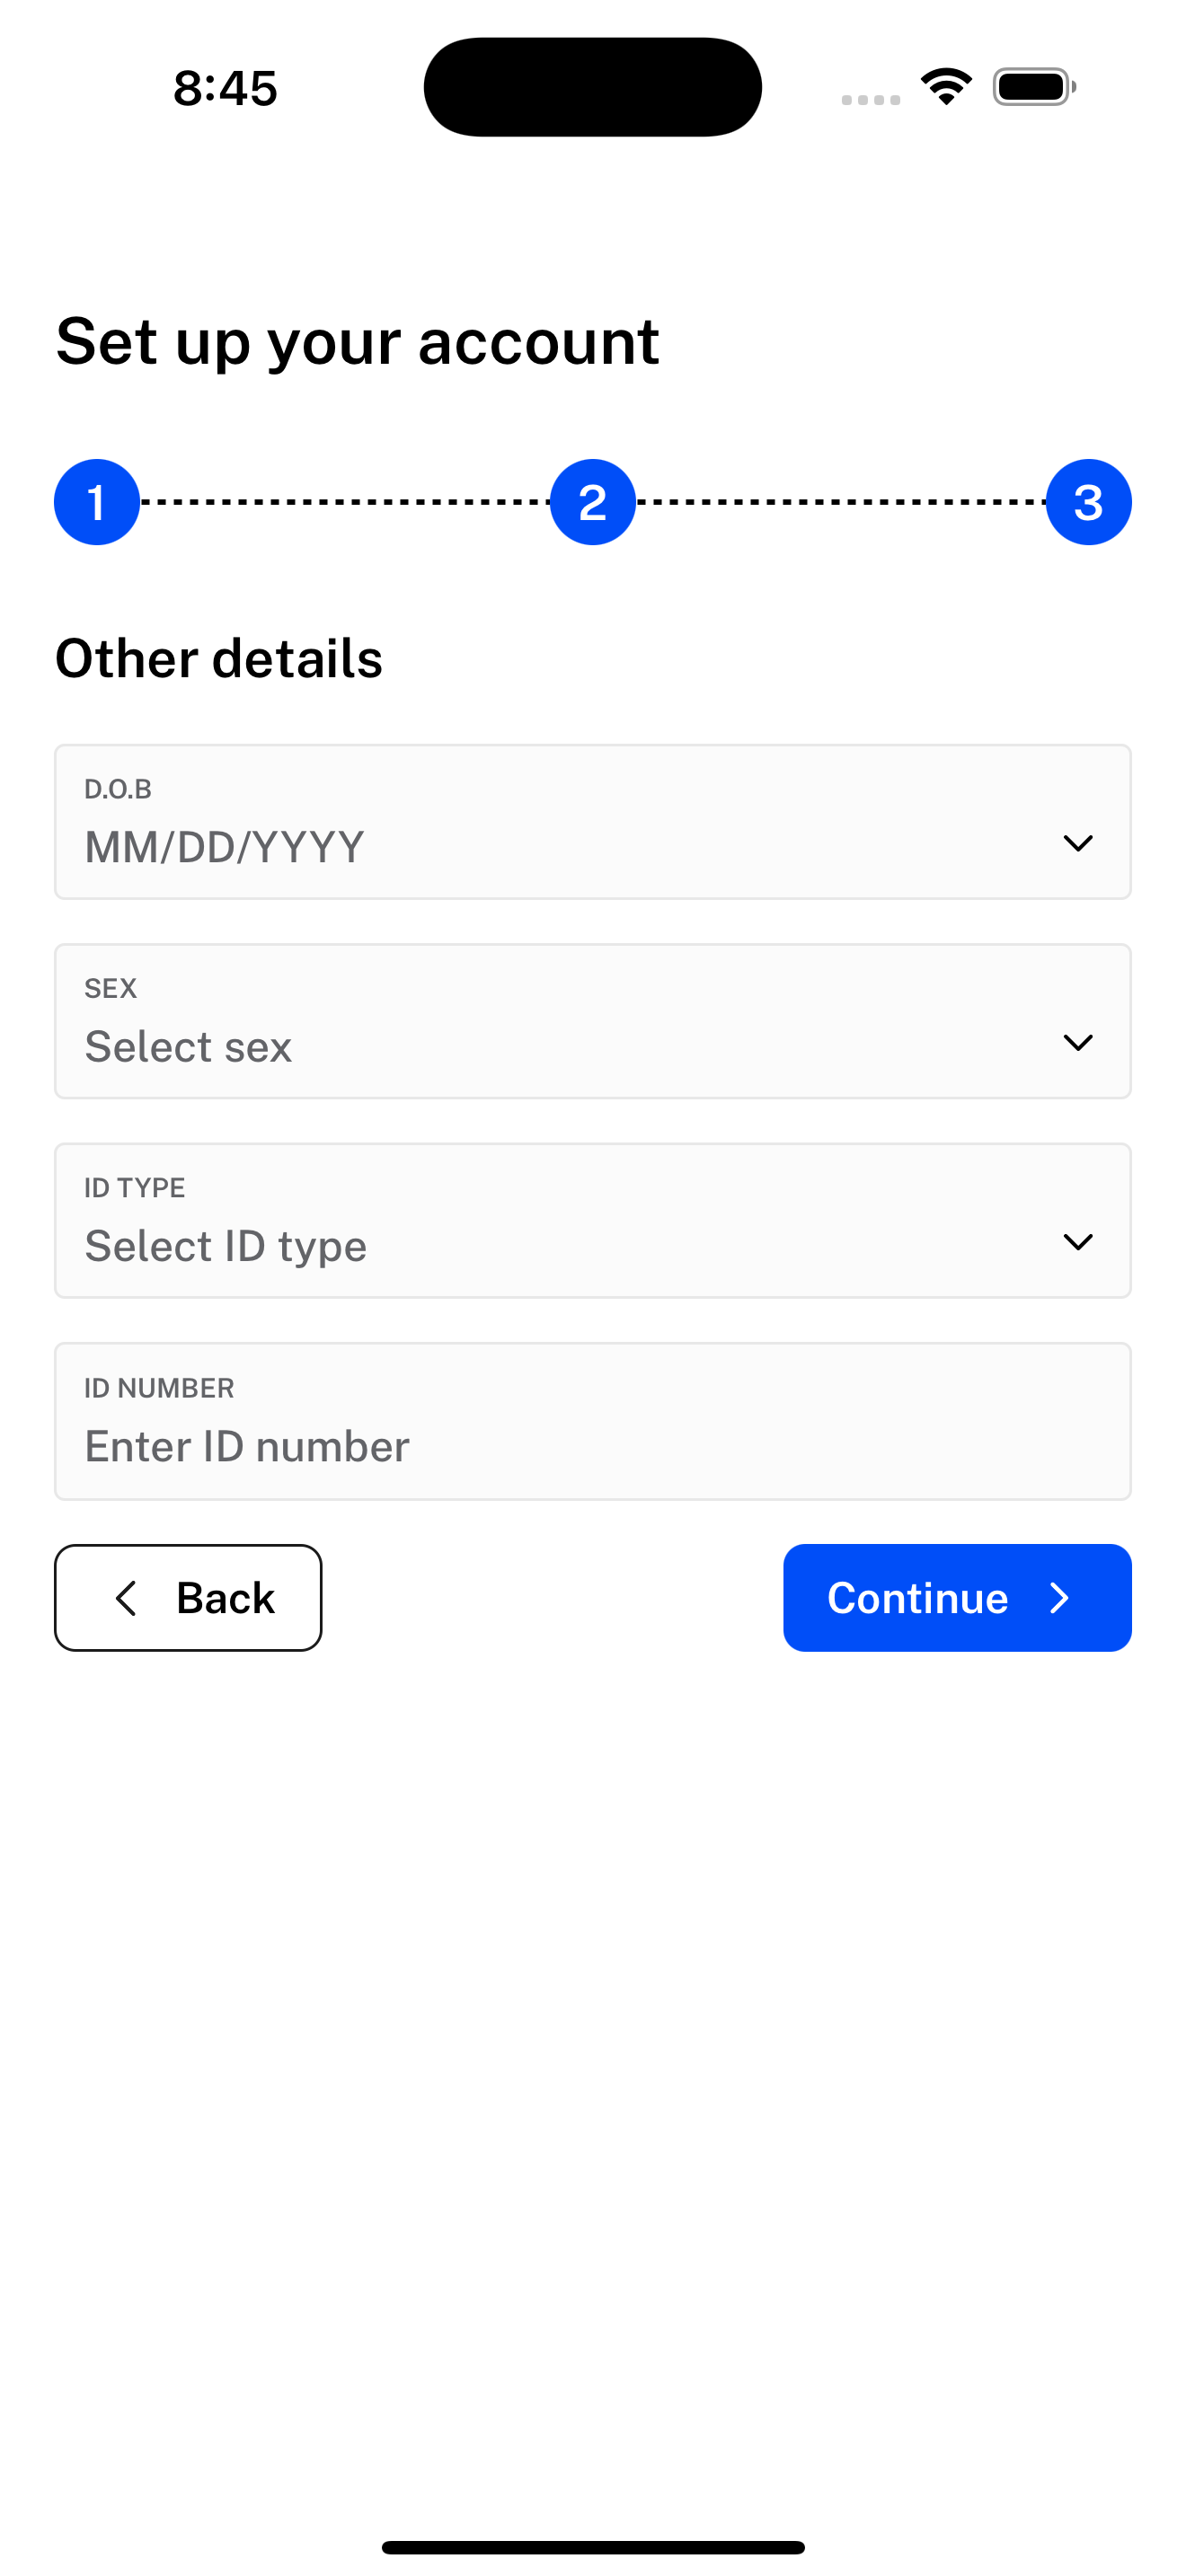 8:45
Set up your account
1 2 3
Other details
D.O.B
MM/DD/YYYY
SEX
Select sex
ID TYPE
Select ID type
ID NUMBER
Enter ID number
Back Continue